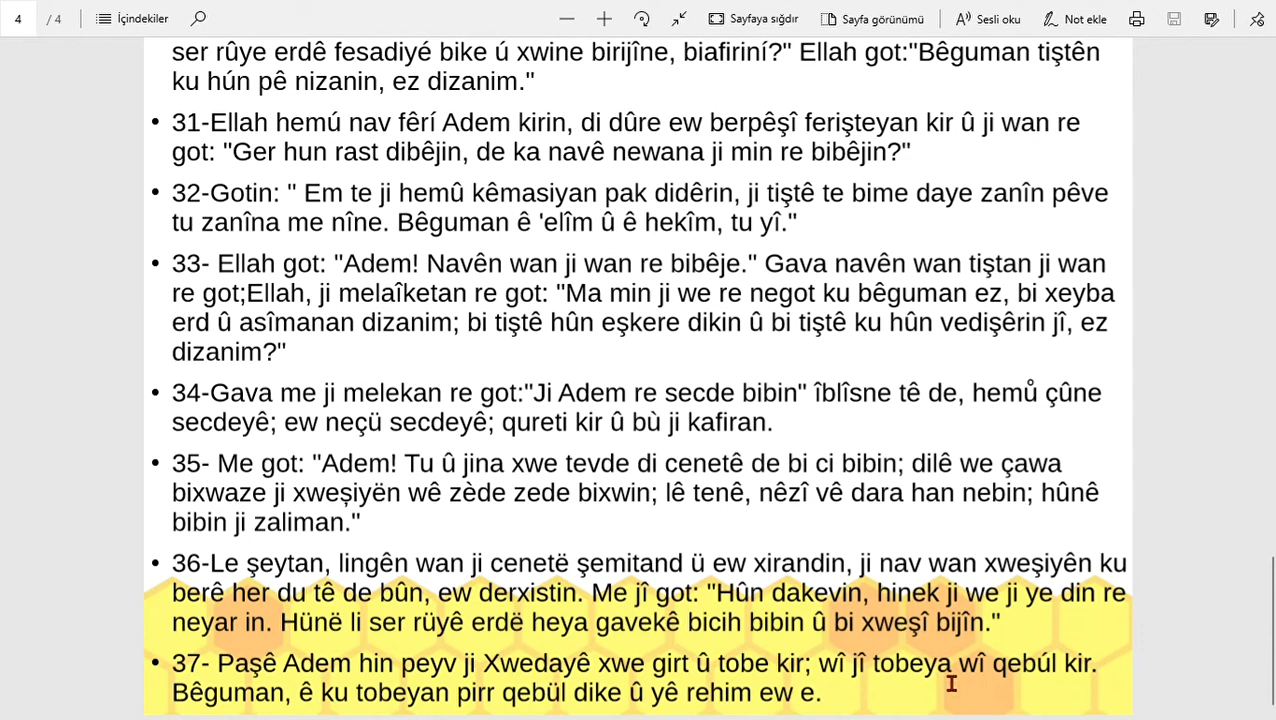 4 / 4 İçindekiler Sayfaya sığdır Sayfa görünümü Sesli oku Not ekle
ser rûye erdê fesadiyé bike ú xwine birijîne, biafiriní?" Ellah got:"Bêguman tiştên
ku hún pê nizanin, ez dizanim."
• 31-Ellah hemú nav fêrí Adem kirin, di dûre ew berpêşî ferişteyan kir û ji wan re
got: "Ger hun rast dibêjin, de ka navê newana ji min re bibêjin?"
• 32-Gotin: " Em te ji hemû kêmasiyan pak didêrin, ji tiştê te bime daye zanîn pêve
tu zanîna me nîne. Bêguman ê 'elîm û ê hekîm, tu yî."
• 33- Ellah got: "Adem! Navên wan ji wan re bibêje." Gava navên wan tiştan ji wan
re got;Ellah, ji melaîketan re got: "Ma min ji we re negot ku bêguman ez, bi xeyba
erd û asîmanan dizanim; bi tiştê hûn eşkere dikin û bi tiştê ku hûn vedişêrin jî, ez
dizanim?"
• 34-Gava me ji melekan re got:"Ji Adem re secde bibin" îblîsne tê de, hemů çûne
secdeyê; ew neçü secdeyê; qureti kir û bù ji kafiran.
• 35- Me got: "Adem! Tu û jina xwe tevde di cenetê de bi ci bibin; dilê we çawa
bixwaze ji xweșiyën wê zède zede bixwin; lê tenê, nêzî vê dara han nebin; hûnê
bibin ji zaliman."
• 36-Le şeytan, lingên wan ji cenetë şemitand ü ew xirandin, ji nav wan xweşiyên ku
berê her du tê de bûn, ew derxistin. Me jî got: "Hûn dakevin, hinek ji we ji ye din re
neyar in. Hünë li ser rüyê erdë heya gavekê bicih bibin û bi xweşî bijîn."
• 37- Paşê Adem hin peyv ji Xwedayê xwe girt û tobe kir; wî jî tobeya wî qebúl kir.
Bêguman, ê ku tobeyan pirr qebül dike û yê rehim ew e.